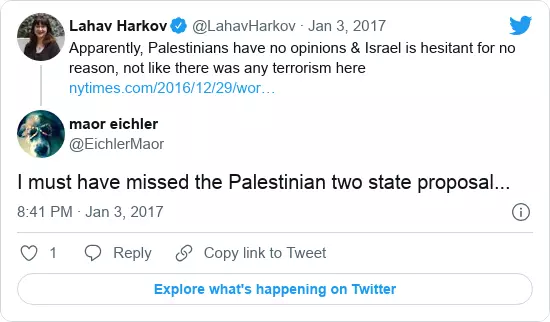 Lahav Harkov @LahavHarkov · Jan 3, 2017
Apparently, Palestinians have no opinions & Israel is hesitant for no
reason, not like there was any terrorism here
nytimes.com/2016/12/29/wor…
maor eichler
@EichlerMaor
I must have missed the Palestinian two state proposal...
8:41 PM · Jan 3, 2017
1 Reply Copy link to Tweet
Explore what's happening on Twitter